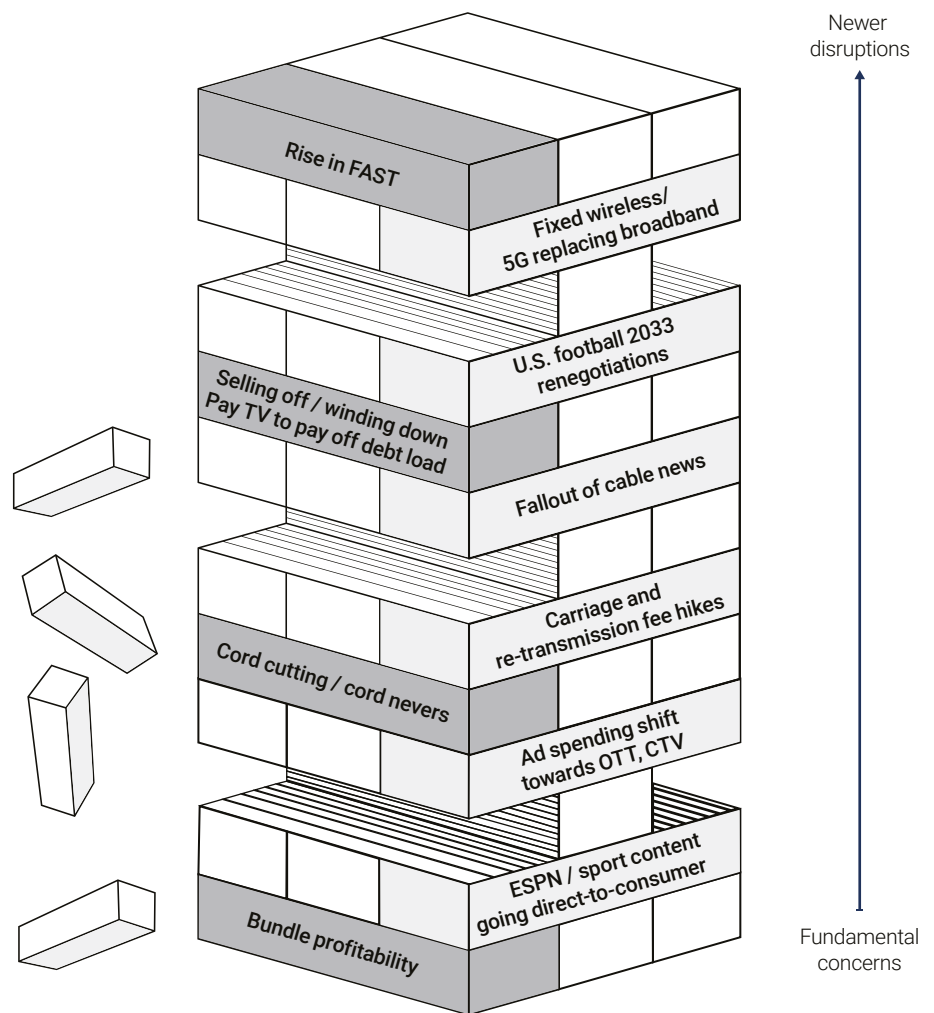 Newer
disruptions
Rise in FAST
Fixed wireless/
5G replacing broadband
U.S. football 2033
renegotiations
Selling off / winding down
Pay TV to pay off debt load
Fallout of cable news
Carriage and
re-transmission fee hikes
Cord cutting / cord nevers
Ad spending shift
towards OTT, CTV
ESPN / sport content
going direct-to-consumer
Bundle profitability
Fundamental
concerns